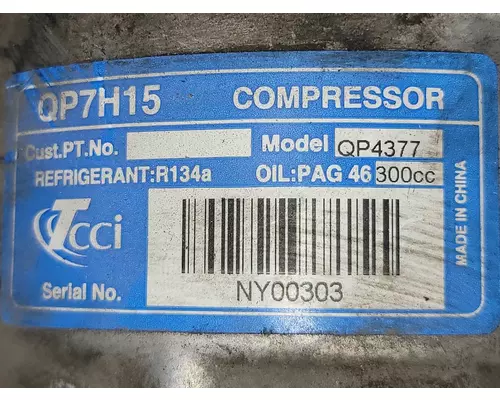 QP7H15 COMPRESSOR
Cust.PT.No. Model QP4377
REFRIGERANT:R134a OIL:PAG 46 300cc
Tcci
Serial No. NY00303
MADE IN CHINA